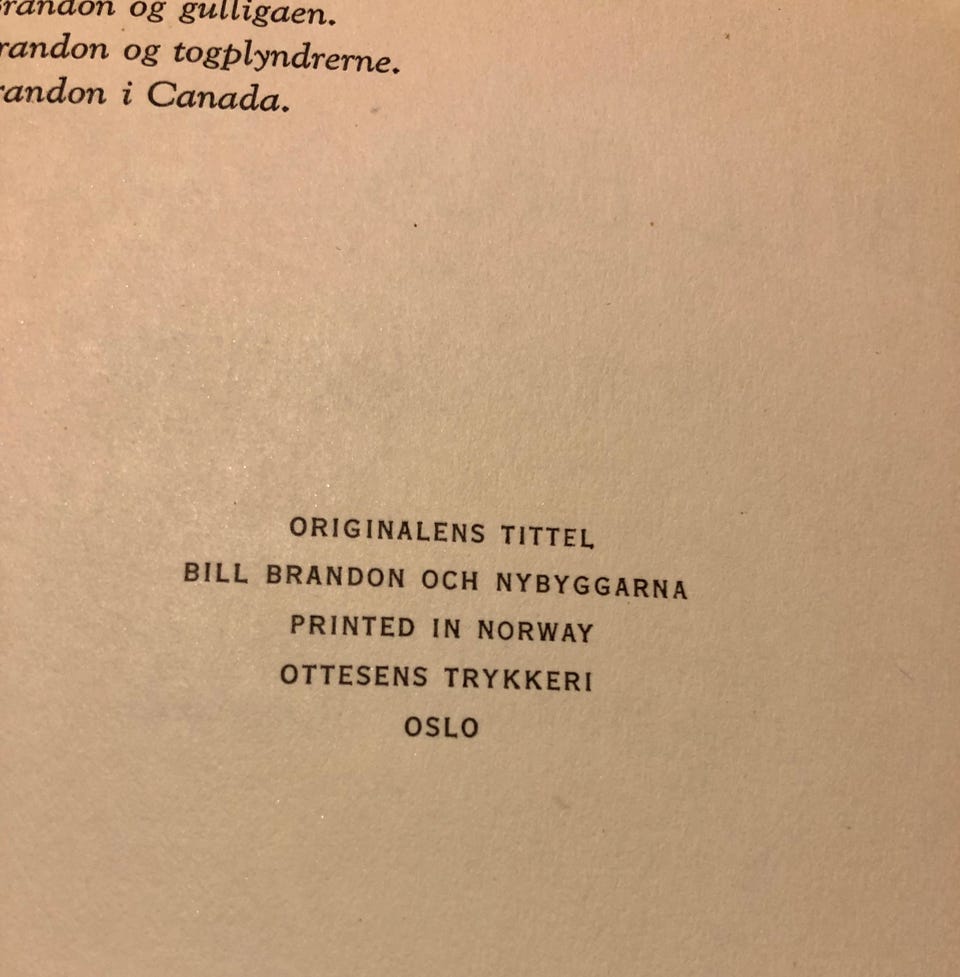 Brandon og gulligaen.
randon og togplyndrerne.
randon i Canada.
ORIGINALENS TITTEL
BILL BRANDON OCH NYBYGGARNA
PRINTED IN NORWAY
OTTESENS TRYKKERI
OSLO